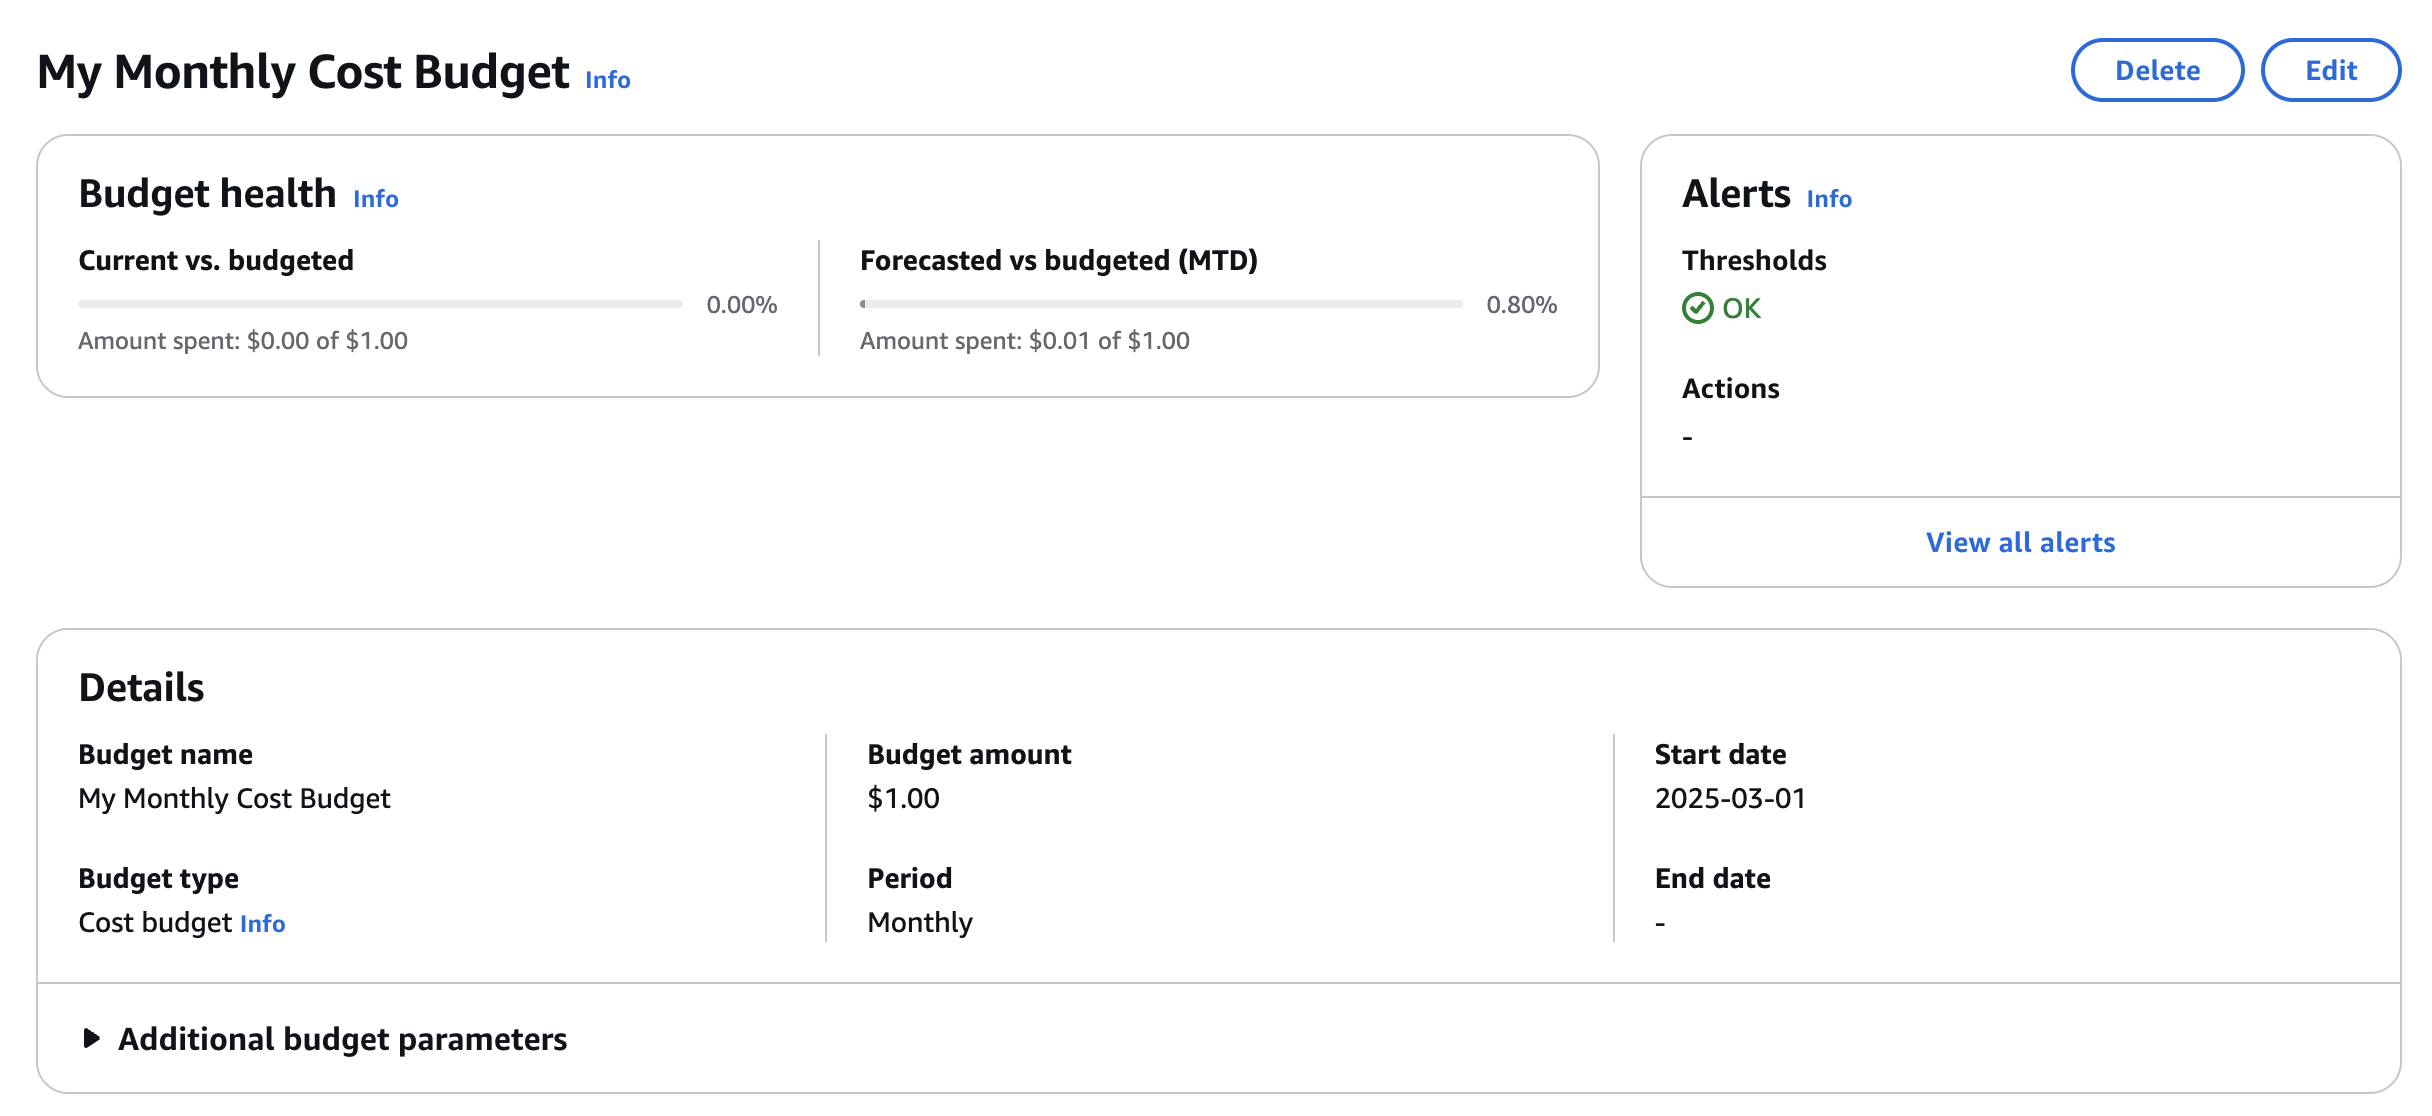 My Monthly Cost Budget Info
Delete
Edit
Budget health Info
Current vs. budgeted
0.00%
Amount spent: $0.00 of $1.00
Forecasted vs budgeted (MTD)
0.80%
Amount spent: $0.01 of $1.00
Alerts Info
Thresholds
OK
Actions
-
View all alerts
Details
Budget name
My Monthly Cost Budget
Budget type
Cost budget Info
Budget amount
$1.00
Period
Monthly
Start date
2025-03-01
End date
-
Additional budget parameters